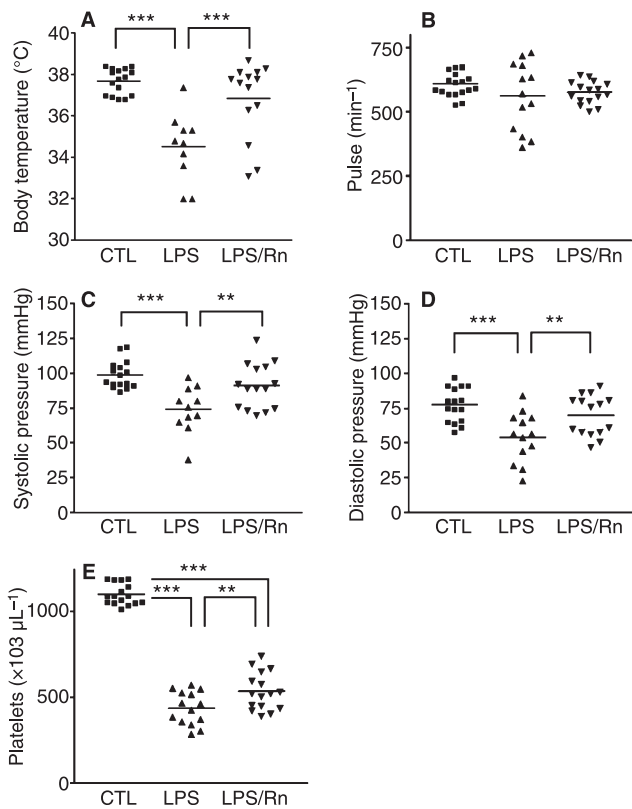 A
Body temperature (°C)
40
38
36
34
32
30
***
***
CTL LPS LPS/Rn
B
Pulse (min–1)
750
500
250
0
CTL LPS LPS/Rn
C
Systolic pressure (mmHg)
150
125
100
75
50
25
0
***
**
CTL LPS LPS/Rn
D
Diastolic pressure (mmHg)
150
125
100
75
50
25
0
***
**
CTL LPS LPS/Rn
E
Platelets (×103 µL–1)
1000
500
0
***
***
**
CTL LPS LPS/Rn